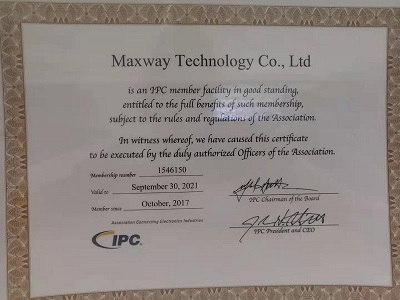 Maxway Technology Co., Ltd
is an IPC member facility in good standing,
entitled to the full benefits of such membership,
subject to the rules and regulations of the Association.
In witness whereof, we have caused this certificate
to be executed by the duly authorized Officers of the Association.
Membership number 1546150
Valid to September 30, 2021
Member since October, 2017
IPC Chairman of the Board
Association Connecting Electronics Industries
IPC.
IPC President and CEO